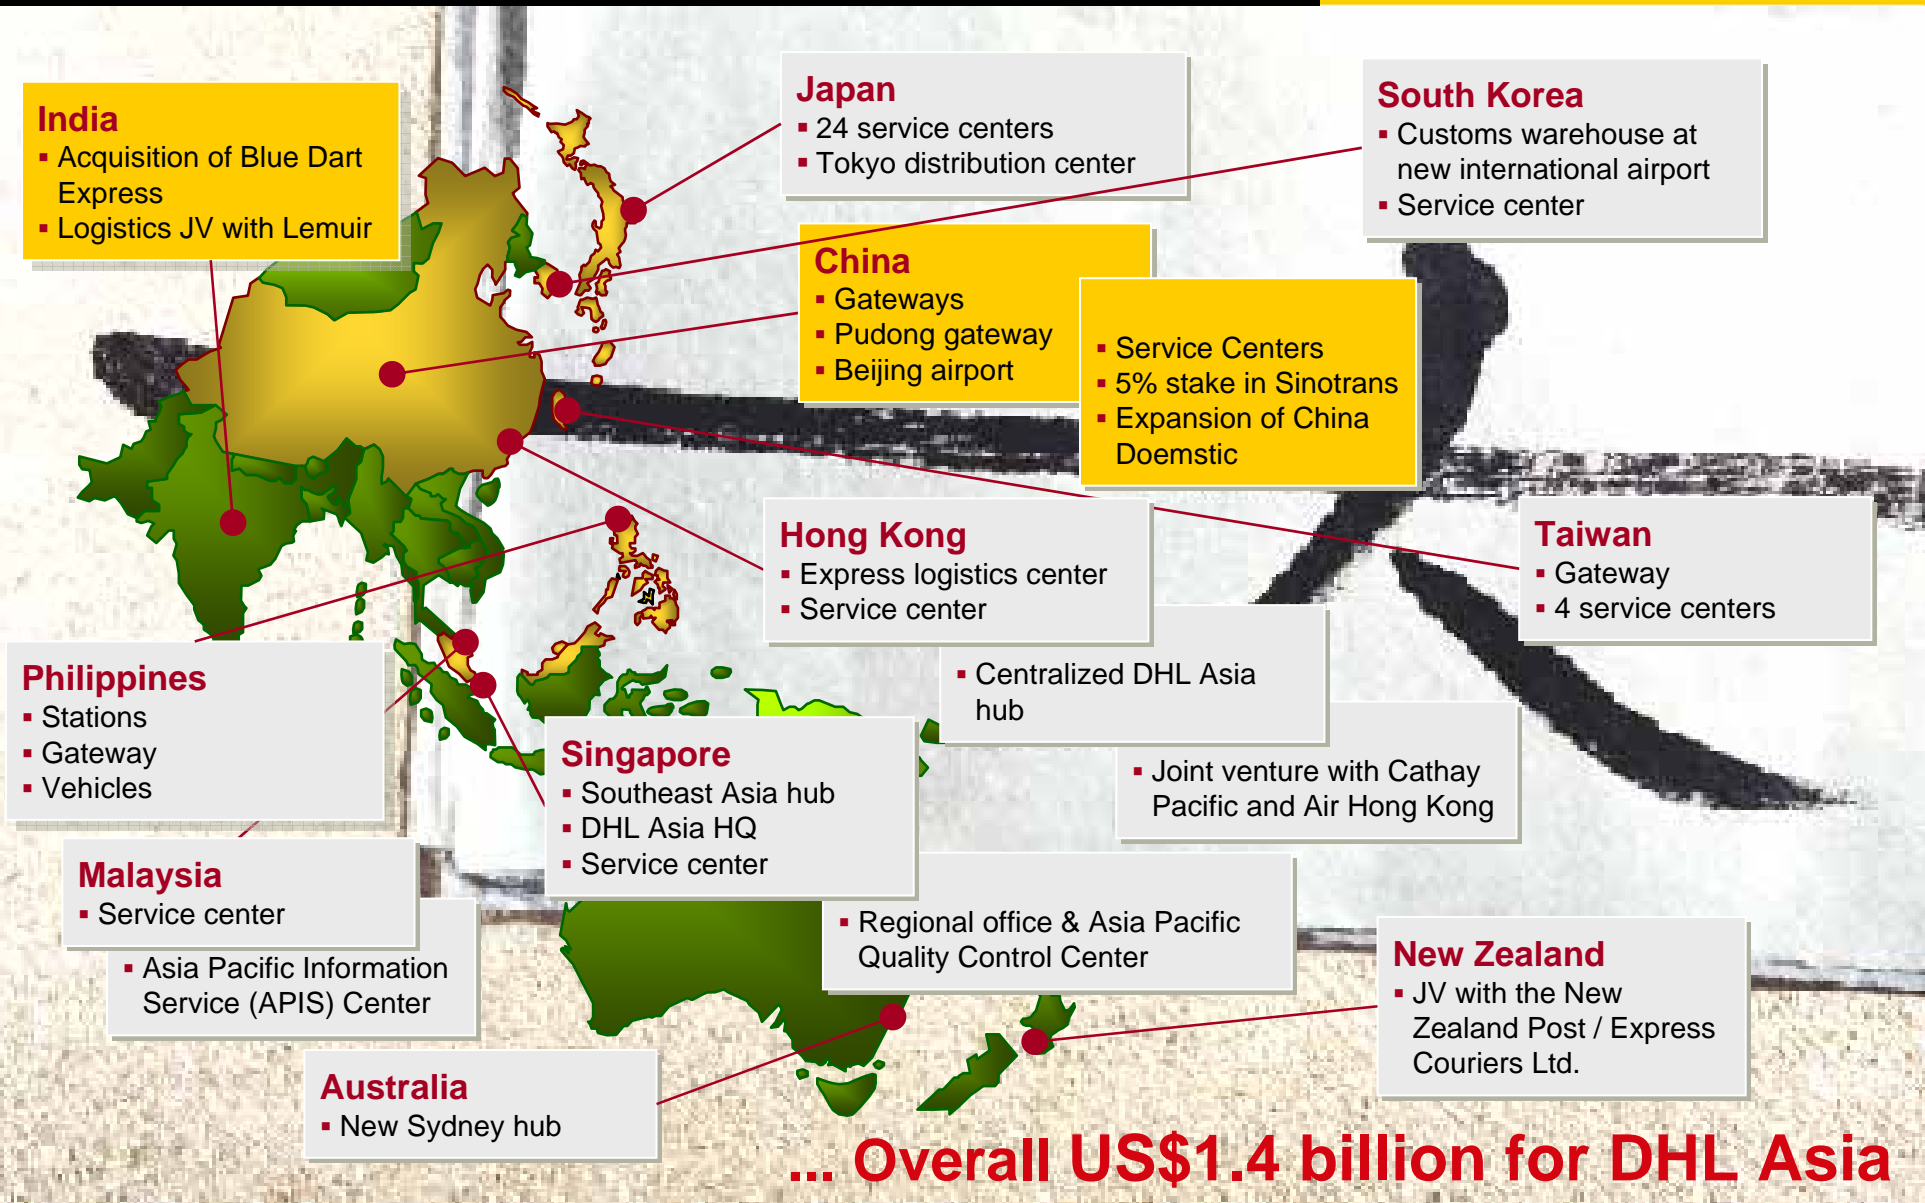 India
▪ Acquisition of Blue Dart
Express
▪ Logistics JV with Lemuir
Japan
▪ 24 service centers
▪ Tokyo distribution center
South Korea
▪ Customs warehouse at
new international airport
▪ Service center
China
▪ Gateways
▪ Pudong gateway
▪ Beijing airport
▪ Service Centers
▪ 5% stake in Sinotrans
▪ Expansion of China
Doemstic
Hong Kong
▪ Express logistics center
▪ Service center
▪ Centralized DHL Asia
hub
▪ Joint venture with Cathay
Pacific and Air Hong Kong
Taiwan
▪ Gateway
▪ 4 service centers
Philippines
▪ Stations
▪ Gateway
▪ Vehicles
Singapore
▪ Southeast Asia hub
▪ DHL Asia HQ
▪ Service center
▪ Regional office & Asia Pacific
Quality Control Center
Malaysia
▪ Service center
▪ Asia Pacific Information
Service (APIS) Center
Australia
▪ New Sydney hub
New Zealand
▪ JV with the New
Zealand Post / Express
Couriers Ltd.
... Overall US$1.4 billion for DHL Asia